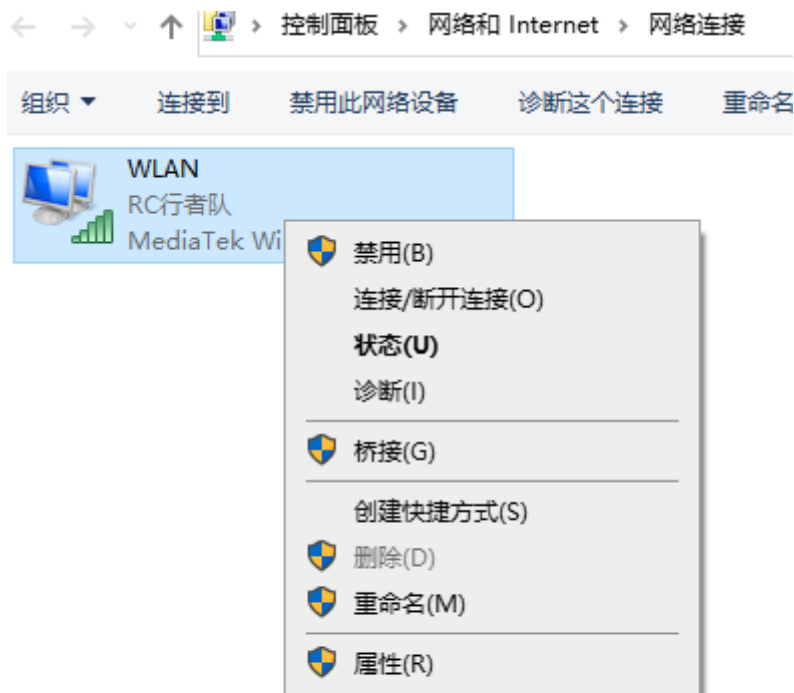 控制面板 > 网络和 Internet > 网络连接
组织 连接到 禁用此网络设备 诊断这个连接 重命名
WLAN
RC行者队
MediaTek Wi
禁用(B)
连接/断开连接(O)
状态(U)
诊断(I)
桥接(G)
创建快捷方式(S)
删除(D)
重命名(M)
属性(R)